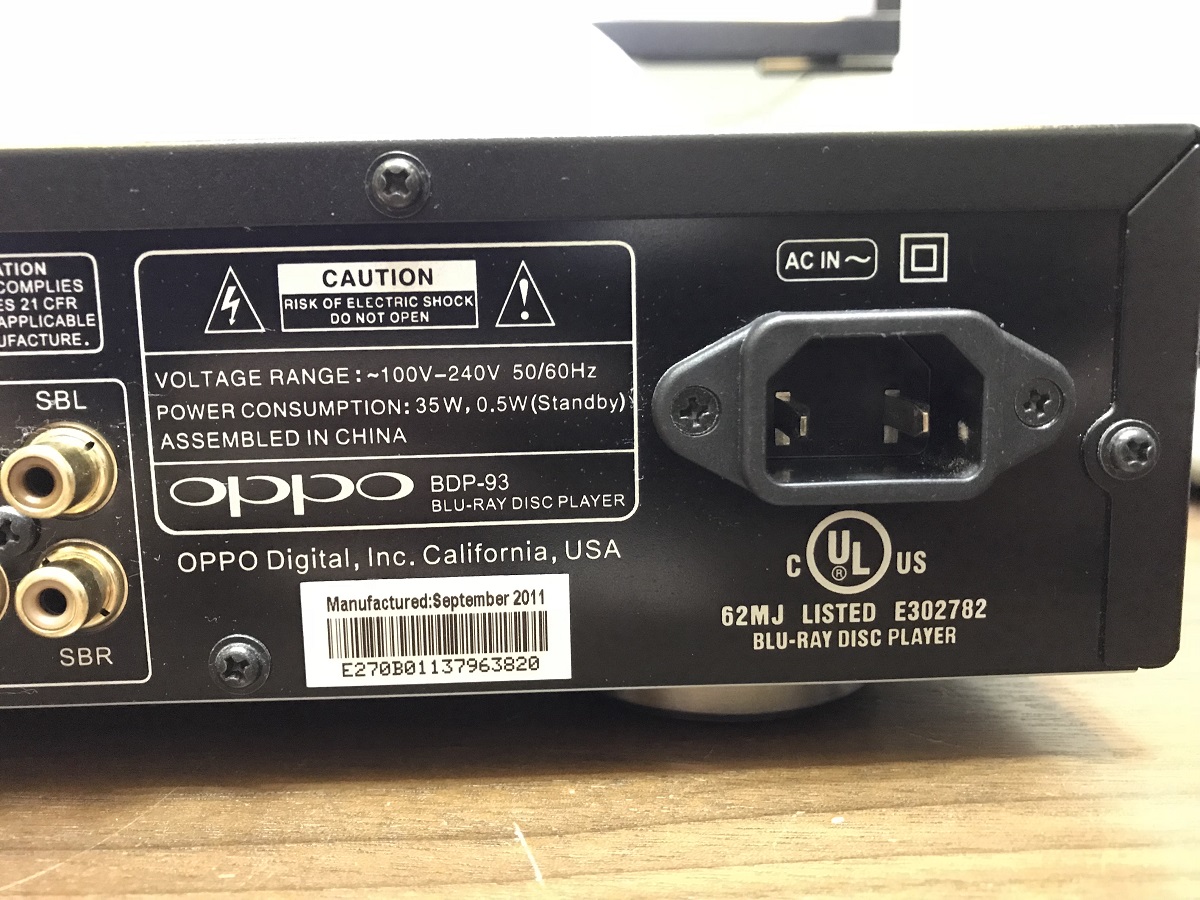 ATION
COMPLIES
ES 21 CFR
APPLICABLE
UFACTURE.
CAUTION
RISK OF ELECTRIC SHOCK
DO NOT OPEN
VOLTAGE RANGE:~100V-240V 50/60Hz
POWER CONSUMPTION: 35W, 0.5W(Standby)
ASSEMBLED IN CHINA
oppo BDP-93
BLU-RAY DISC PLAYER
OPPO Digital, Inc. California, USA
Manufactured:September 2011
E270B01137963820
SBL
SBR
AC IN ~
C UL ® US
62MJ LISTED E302782
BLU-RAY DISC PLAYER